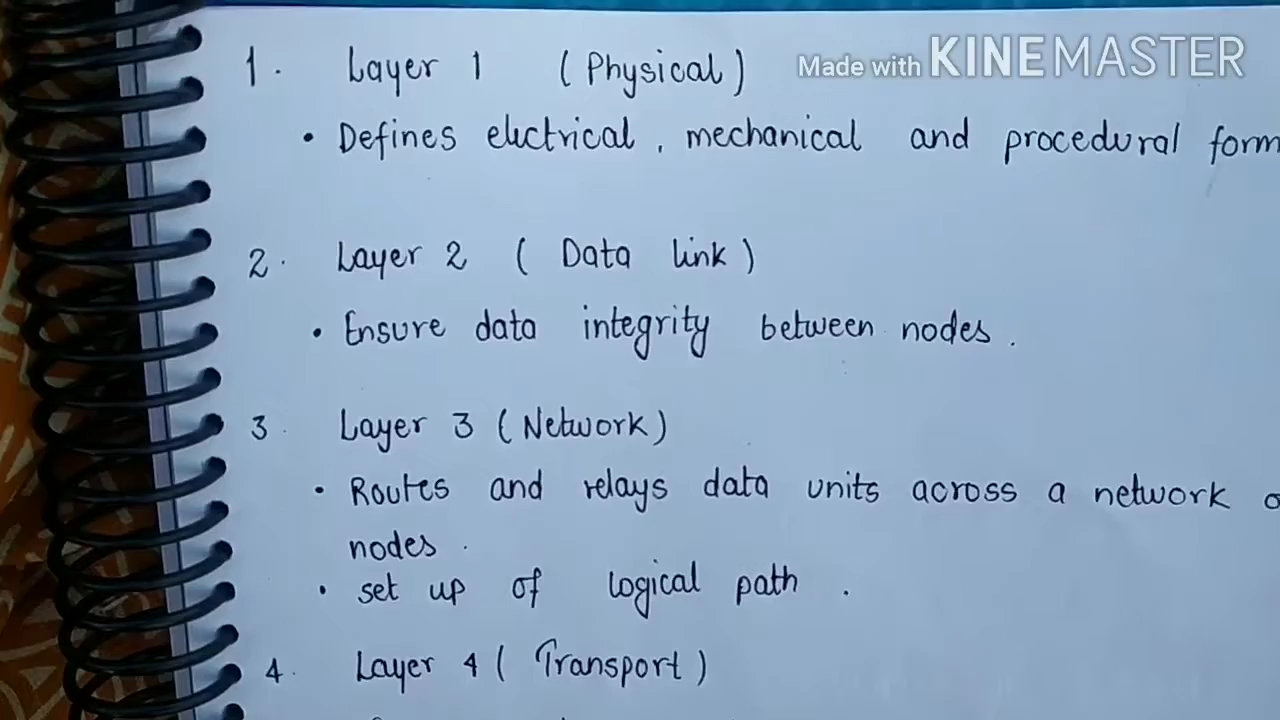 Made with KINEMASTER
1. Layer 1 (Physical)
• Defines electrical, mechanical and procedural form
2. Layer 2 (Data link)
• Ensure data integrity between nodes.
3 Layer 3 (Network)
• Routes and relays data units across a network
nodes.
• set up of logical path.
4. Layer 4 (Transport)